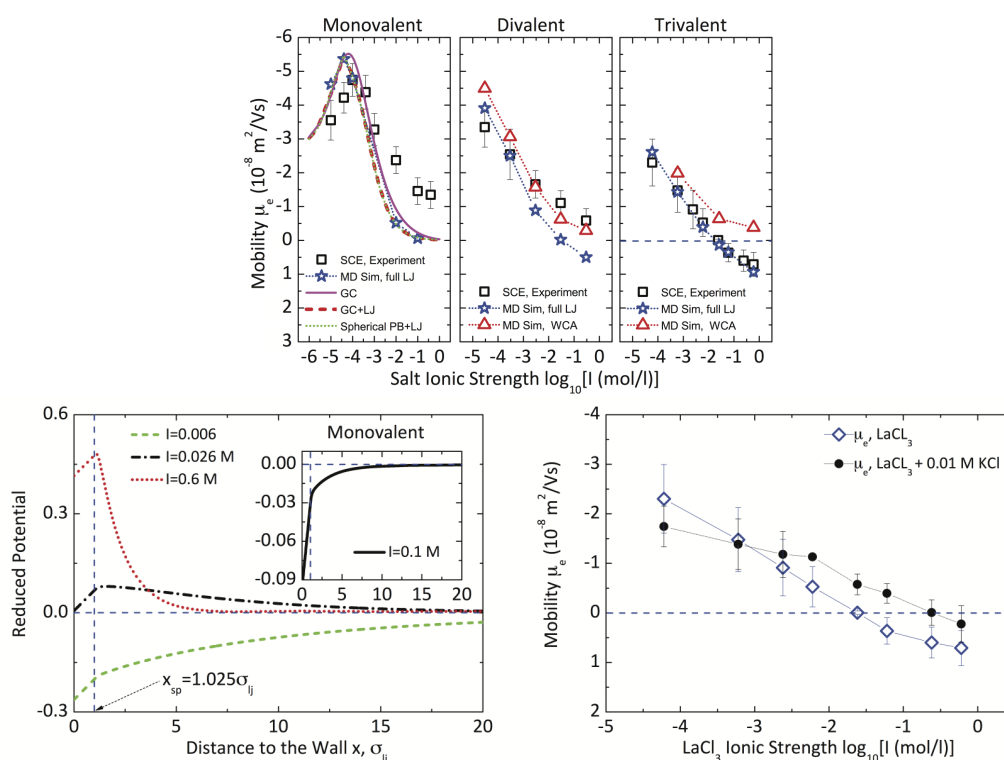 Monovalent Divalent Trivalent
-6
-5
-4
-3
-2
-1
0
1
2
3
Mobility μe (10-8 m2/Vs)
SCE, Experiment
MD Sim, full LJ
GC
GC+LJ
Spherical PB+LJ
SCE, Experiment
MD Sim, full LJ
MD Sim, WCA
SCE, Experiment
MD Sim, full LJ
MD Sim, WCA
-6 -5 -4 -3 -2 -1 0 -5 -4 -3 -2 -1 0 -5 -4 -3 -2 -1 0
Salt Ionic Strength log10[I (mol/l)]
0.6
0.3
0.0
-0.3
Reduced Potential
I=0.006
I=0.026 M
I=0.6 M
Monovalent
0.00
-0.03
-0.06
-0.09
I=0.1 M
0 5 10 15 20
xsp=1.025σlj
0 5 10 15 20
Distance to the Wall x, σlj
-4
-3
-2
-1
0
1
2
Mobility μe (10-8 m2/Vs)
μe, LaCL3
μe, LaCL3 + 0.01 M KCl
-5 -4 -3 -2 -1 0
LaCl3 Ionic Strength log10[I (mol/l)]